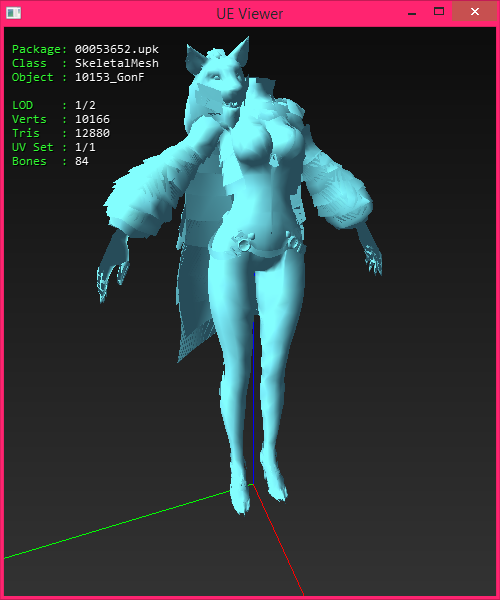 UE Viewer
Package: 00053652.upk
Class  : SkeletalMesh
Object : 10153_GonF
LOD    : 1/2
Verts  : 10166
Tris   : 12880
UV Set : 1/1
Bones  : 84